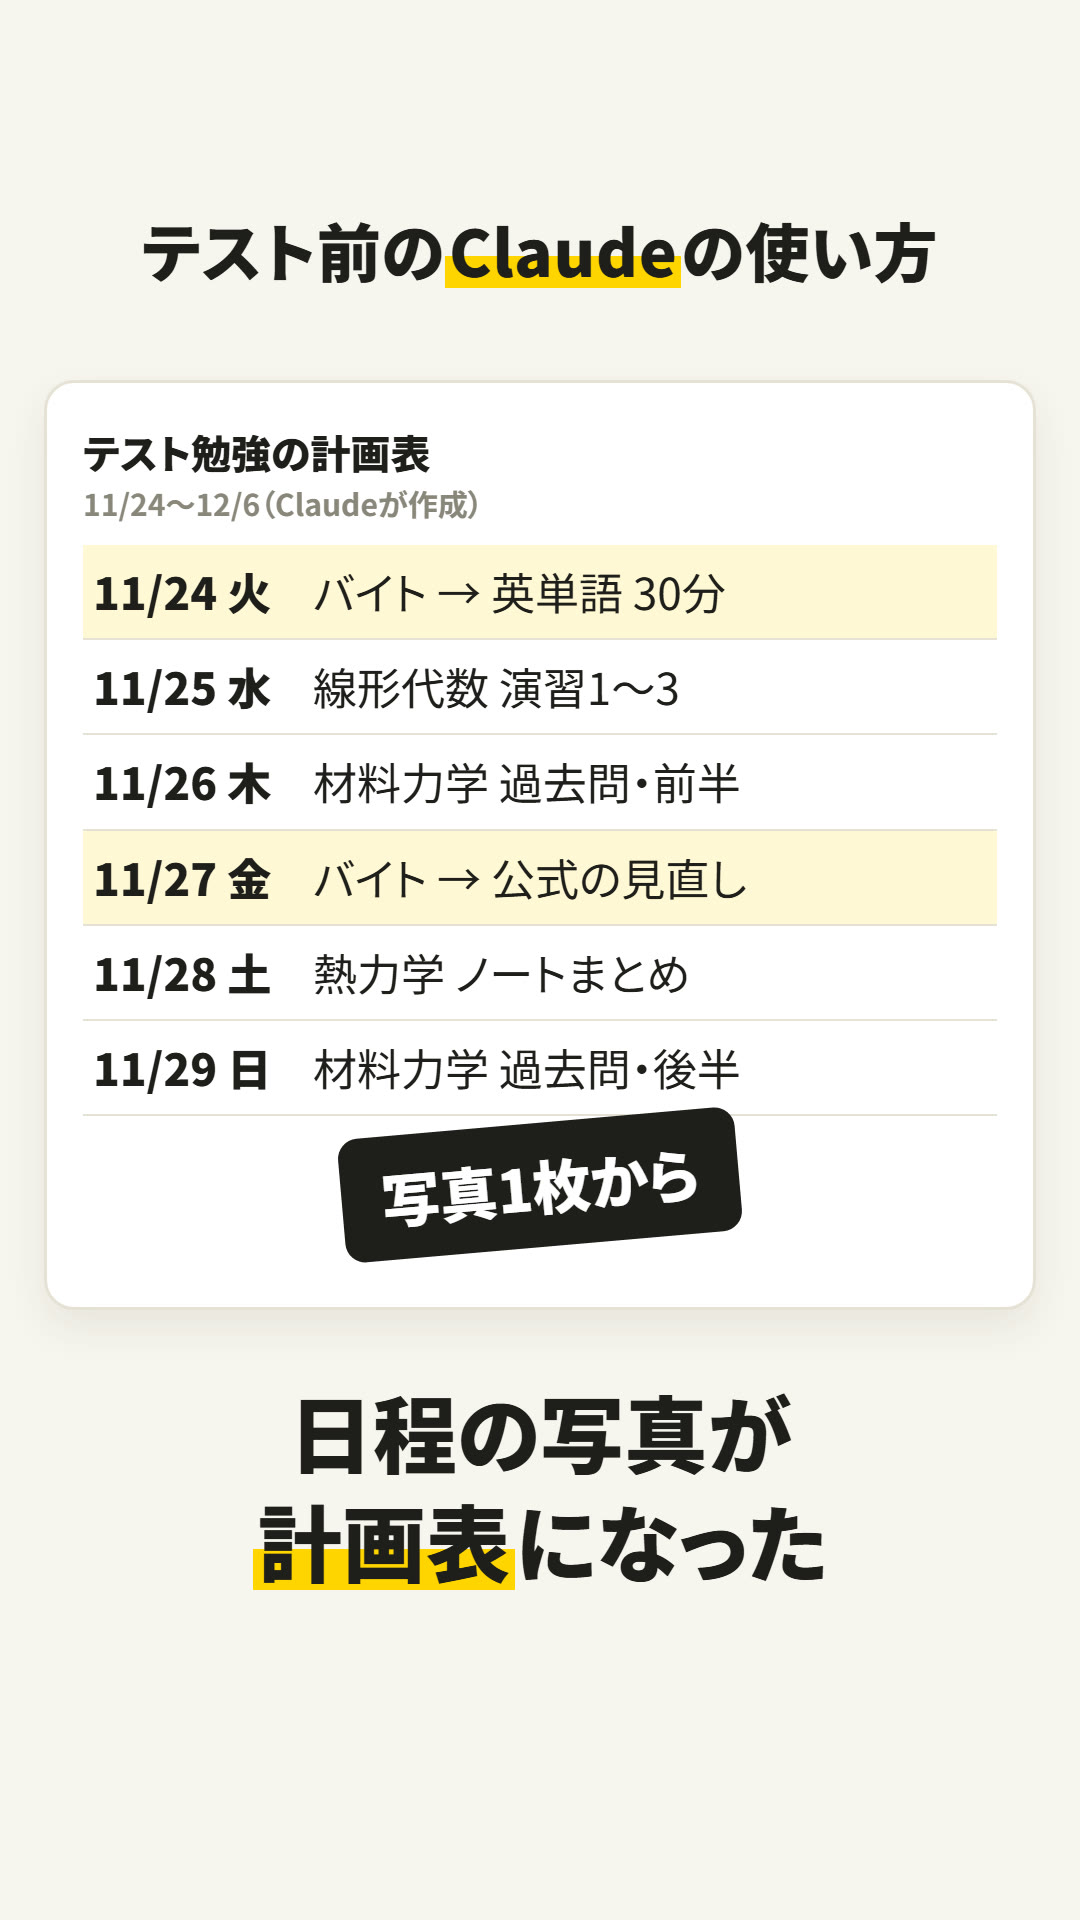 テスト前のClaudeの使い方
テスト勉強の計画表
11/24〜12/6（Claudeが作成）
11/24 火 バイト → 英単語 30分
11/25 水 線形代数 演習1〜3
11/26 木 材料力学 過去問・前半
11/27 金 バイト → 公式の見直し
11/28 土 熱力学 ノートまとめ
11/29 日 材料力学 過去問・後半
写真1枚から
日程の写真が
計画表になった